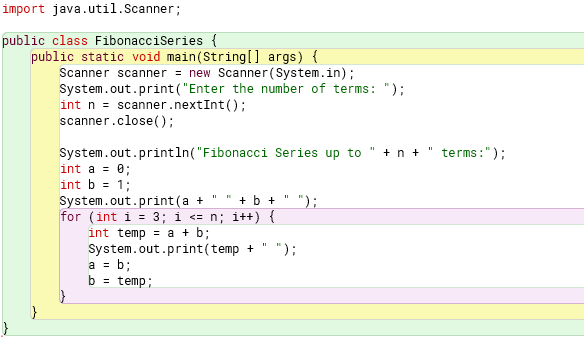 import java.util.Scanner;
public class FibonacciSeries {
public static void main(String[] args) {
Scanner scanner = new Scanner(System.in);
System.out.print("Enter the number of terms: ");
int n = scanner.nextInt();
scanner.close();
System.out.println("Fibonacci Series up to " + n + " terms:");
int a = 0;
int b = 1;
System.out.print(a + " " + b + " ");
for (int i = 3; i <= n; i++) {
int temp = a + b;
System.out.print(temp + " ");
a = b;
b = temp;
}
}
}